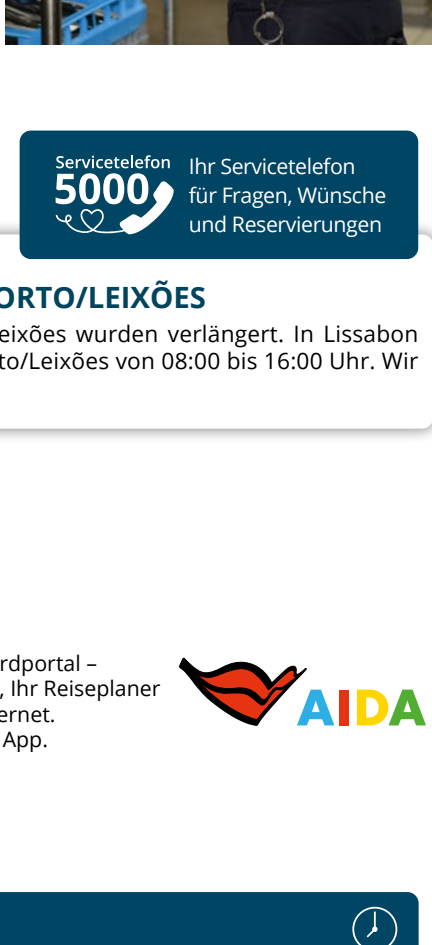 Servicetelefon
5000
Ihr Servicetelefon
für Fragen, Wünsche
und Reservierungen
ORTO/LEIXÕES
eixões wurden verlängert. In Lissabon
to/Leixões von 08:00 bis 16:00 Uhr. Wir
rdportal –
, Ihr Reiseplaner
ernet.
App.
AIDA